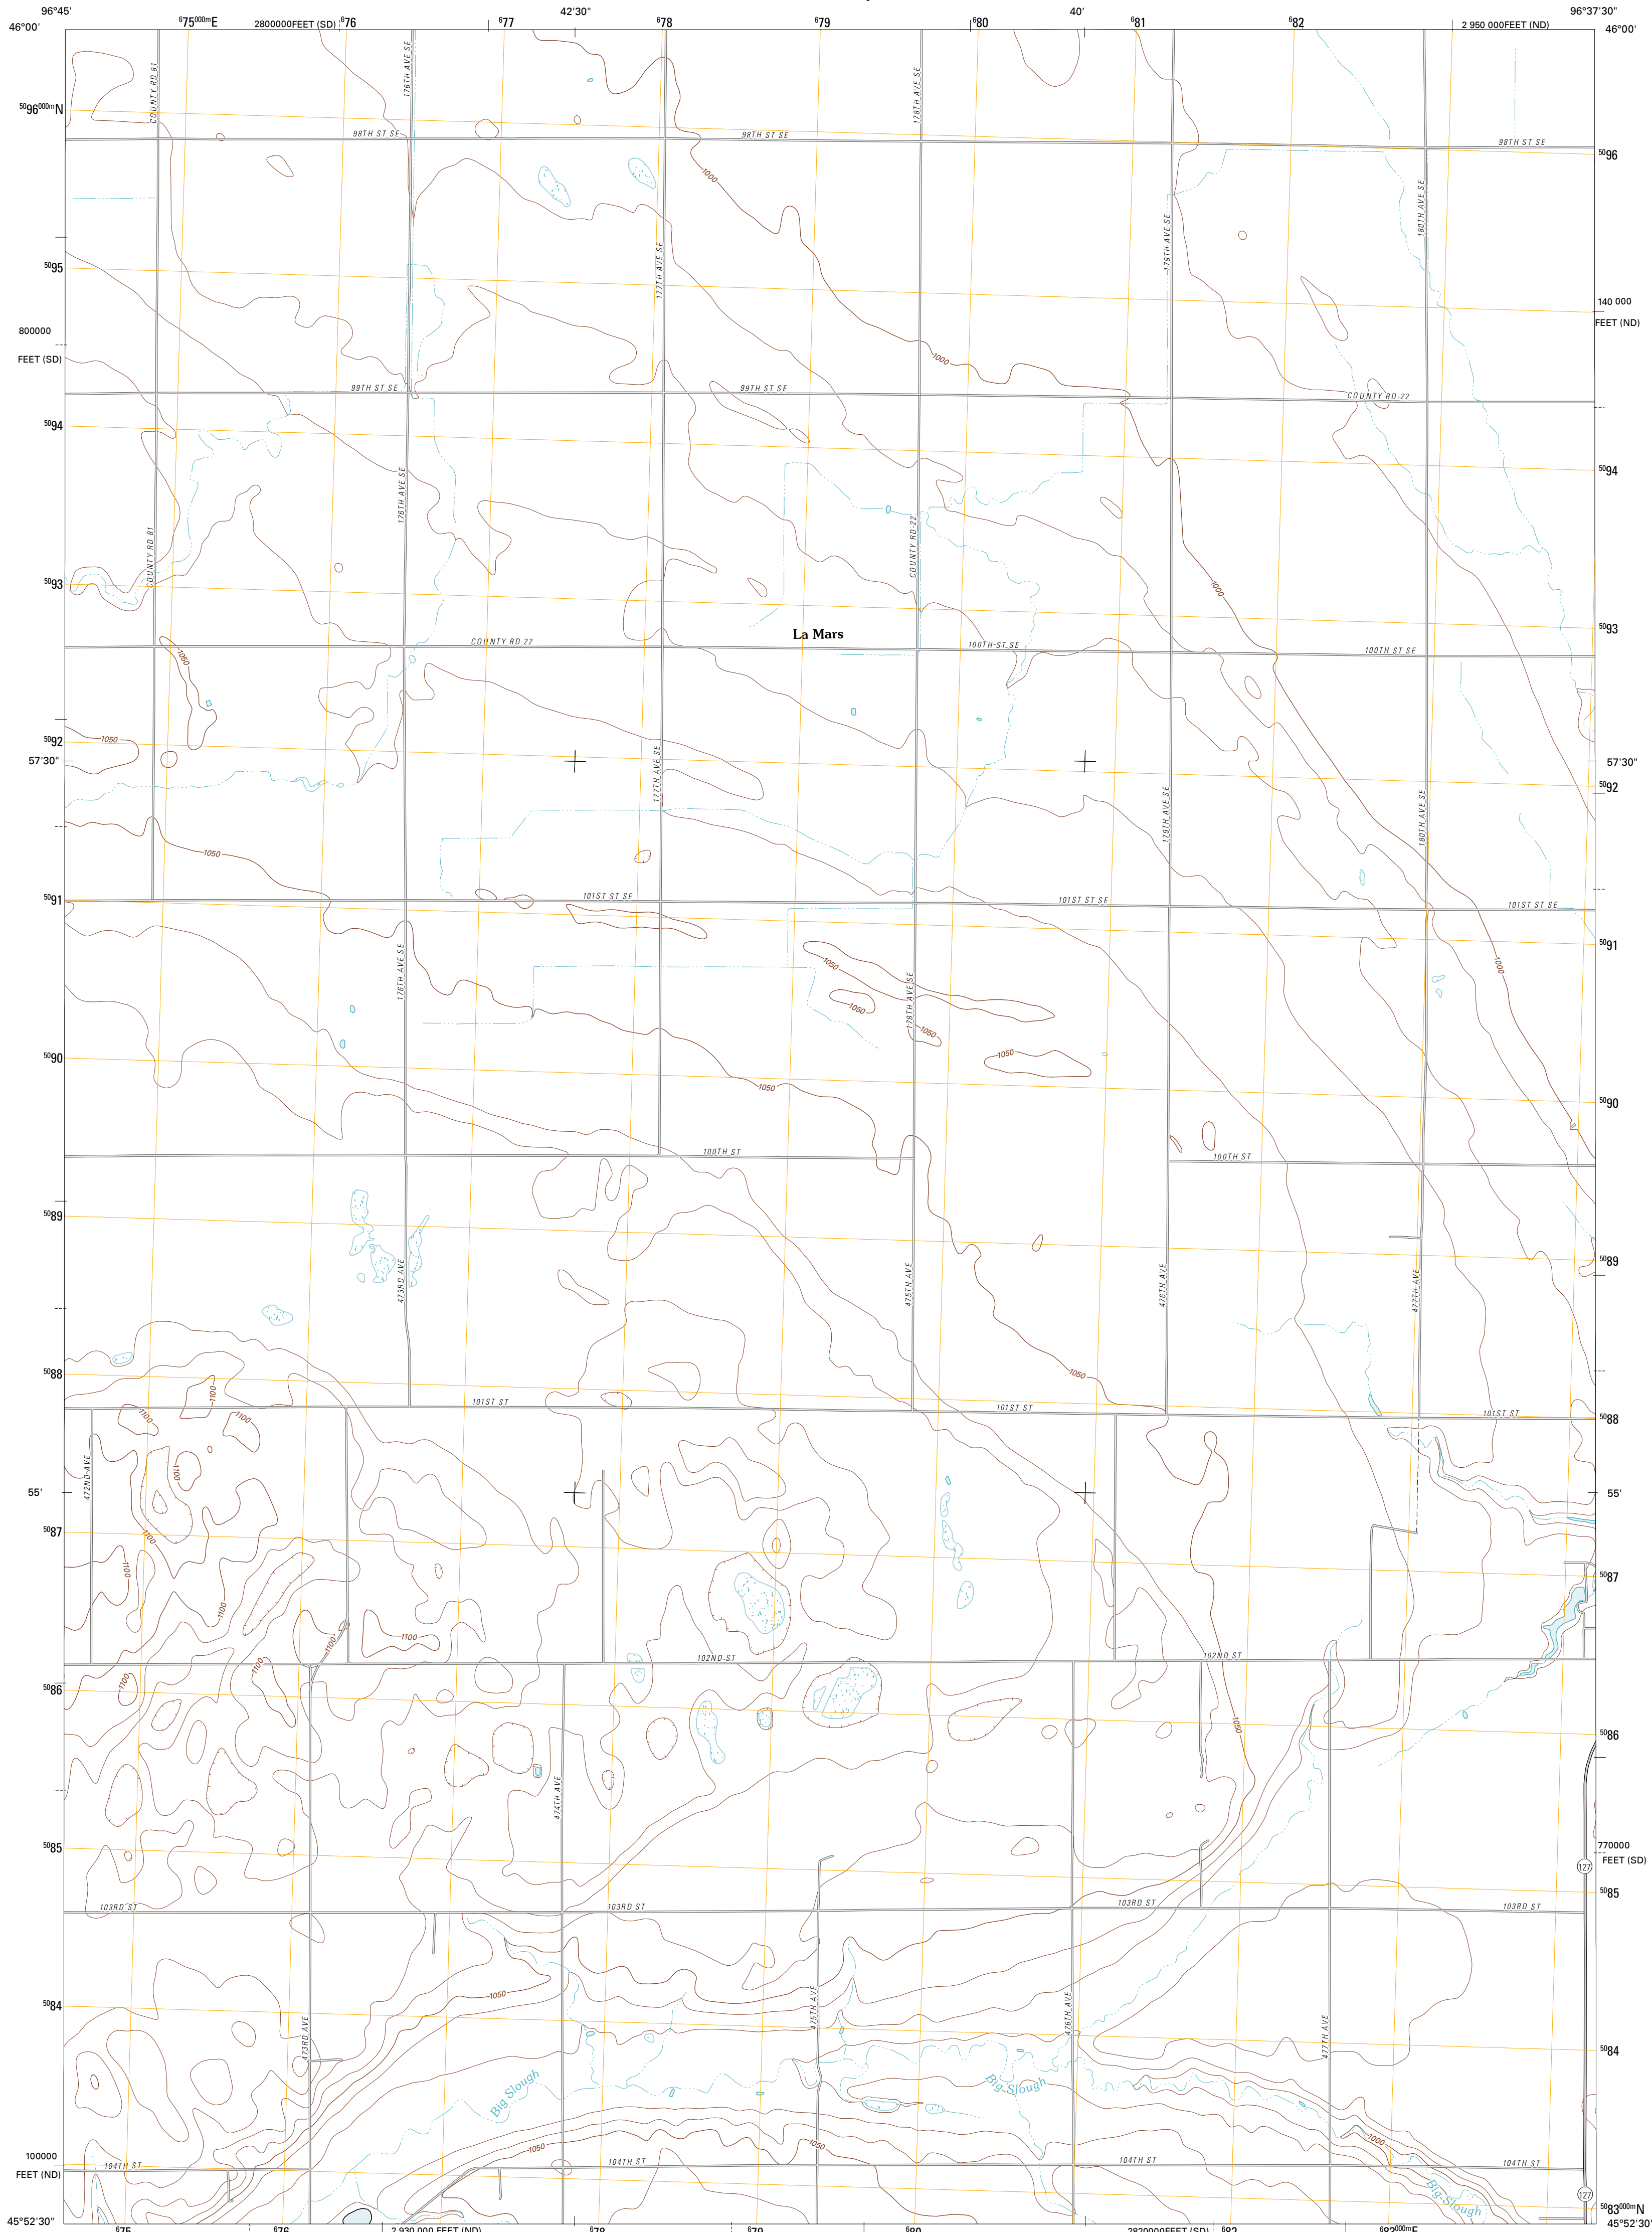 96°45'
⁶75⁰⁰⁰ᵐE
2800000FEET (SD)
⁶76
⁶77
42'30"
⁶78
⁶79
⁶80
40'
⁶81
⁶82
2 950 000FEET (ND)
96°37'30"
46°00'
46°00'
COUNTY RD 81
176TH AVE SE
178TH AVE SE
⁵⁰96⁰⁰⁰ᵐN
98TH ST SE
98TH ST SE
98TH ST SE
⁵⁰96
1000
180TH AVE SE
177TH AVE SE
179TH AVE SE
⁵⁰95
140 000
FEET (ND)
800000
FEET (SD)
1000
99TH ST SE
99TH ST SE
COUNTY RD-22
⁵⁰94
⁵⁰94
176TH AVE SE
COUNTY RD 81
COUNTY RD-22
1000
⁵⁰93
⁵⁰93
La Mars
COUNTY RD 22
100TH-ST-SE
100TH ST SE
1050
1050
⁵⁰92
57'30"
57'30"
⁵⁰92
177TH AVE SE
179TH AVE SE
180TH AVE SE
1050
⁵⁰91
101ST ST SE
101ST ST SE
101ST ST SE
⁵⁰91
176TH AVE SE
178TH AVE SE
1050
1000
1050
1050
1050
⁵⁰90
1050
⁵⁰90
100TH ST
100TH ST
⁵⁰89
⁵⁰89
473RD AVE
475TH AVE
476TH AVE
477TH AVE
⁵⁰88
1050
1100
1100
1100
101ST ST
101ST ST
101ST ST
⁵⁰88
472ND-AVE
1100
55'
55'
⁵⁰87
1100
1100
⁵⁰87
1100
1100
1100
102ND-ST
102ND ST
1100
1100
⁵⁰86
1050
⁵⁰86
474TH AVE
⁵⁰85
770000
FEET (SD)
127
⁵⁰85
103RD ST
103RD ST
103RD ST
103RD ST
⁵⁰84
1050
473RD AVE
475TH AVE
476TH AVE
477TH AVE
⁵⁰84
Big Slough
Big-Slough
100000
FEET (ND)
104TH ST
1050
1050
1000
104TH ST
104TH ST
104TH ST
Big-Slough
127
⁵⁰83⁰⁰⁰ᵐN
45°52'30"
45°52'30"
⁶75
⁶76
2 930 000 FEET (ND)
⁶78
⁶79
⁶80
2820000FEET (SD)
⁶82
⁶83⁰⁰⁰ᵐE